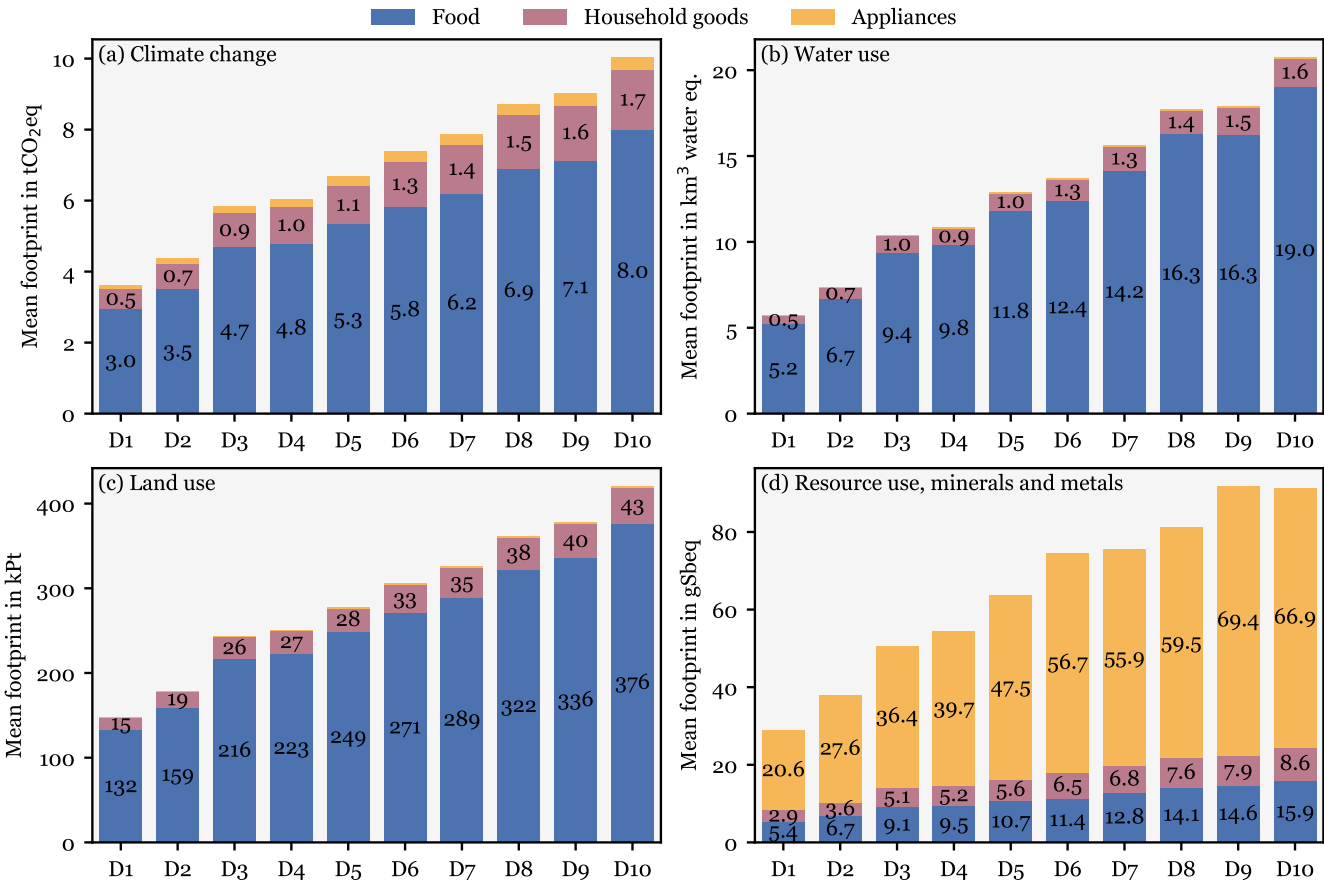 Food Household goods Appliances
(a) Climate change
Mean footprint in tCO₂eq
10
8
6
4
2
0
3.0 3.5 4.7 4.8 5.3 5.8 6.2 6.9 7.1 8.0
0.5 0.7 0.9 1.0 1.1 1.3 1.4 1.5 1.6 1.7
D1 D2 D3 D4 D5 D6 D7 D8 D9 D10
(b) Water use
Mean footprint in km³ water eq.
20
15
10
5
0
5.2 6.7 9.4 9.8 11.8 12.4 14.2 16.3 16.3 19.0
0.5 0.7 1.0 0.9 1.0 1.3 1.3 1.4 1.5 1.6
D1 D2 D3 D4 D5 D6 D7 D8 D9 D10
(c) Land use
Mean footprint in kPt
400
300
200
100
0
132 159 216 223 249 271 289 322 336 376
15 19 26 27 28 33 35 38 40 43
D1 D2 D3 D4 D5 D6 D7 D8 D9 D10
(d) Resource use, minerals and metals
Mean footprint in gSbeq
80
60
40
20
0
20.6 27.6 36.4 39.7 47.5 56.7 55.9 59.5 69.4 66.9
2.9 3.6 5.1 5.2 5.6 6.5 6.8 7.6 7.9 8.6
5.4 6.7 9.1 9.5 10.7 11.4 12.8 14.1 14.6 15.9
D1 D2 D3 D4 D5 D6 D7 D8 D9 D10